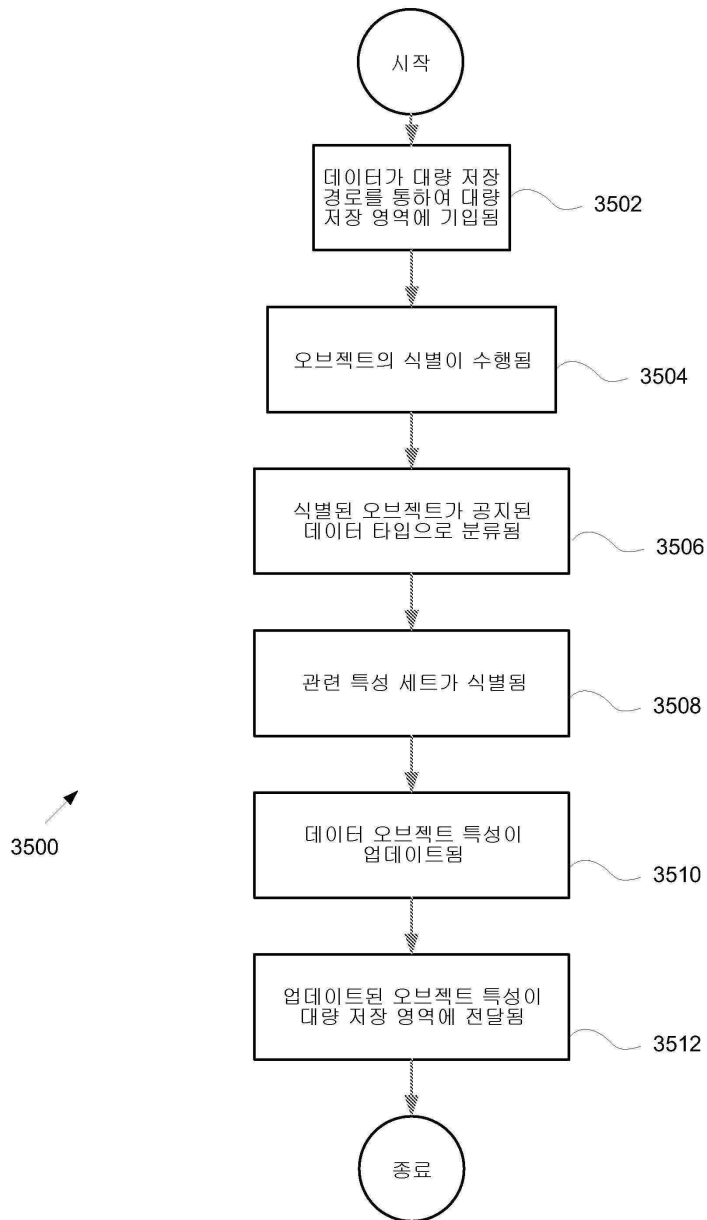 시작
데이터가 대량 저장
경로를 통하여 대량
저장 영역에 기입됨
3502
오브젝트의 식별이 수행됨
3504
식별된 오브젝트가 공지된
데이터 타입으로 분류됨
3506
관련 특성 세트가 식별됨
3508
3500
데이터 오브젝트 특성이
업데이트됨
3510
업데이트된 오브젝트 특성이
대량 저장 영역에 전달됨
3512
종료